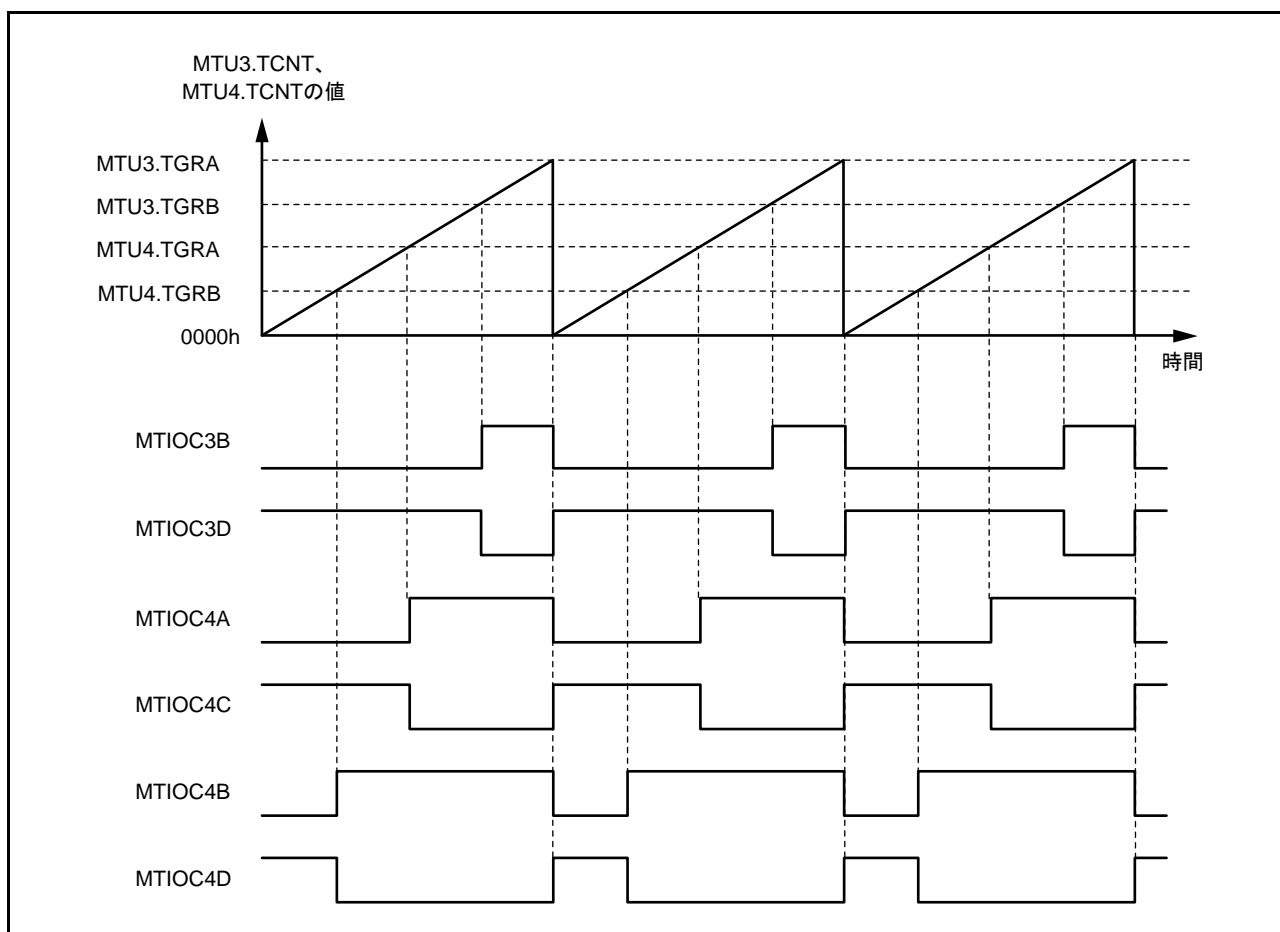 MTU3.TCNT、
MTU4.TCNTの値
MTU3.TGRA
MTU3.TGRB
MTU4.TGRA
MTU4.TGRB
0000h
時間
MTIOC3B
MTIOC3D
MTIOC4A
MTIOC4C
MTIOC4B
MTIOC4D